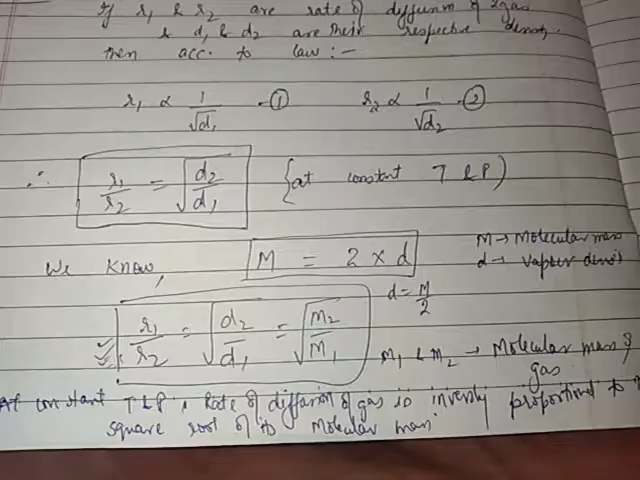 If r₁ & r₂ are rate of diffusion of 2 gas
& d₁ & d₂ are their respective density
then acc. to law :-
r₁ ∝ 1/√d₁ -① r₂ ∝ 1/√d₂ -②
∴ r₁/r₂ = √(d₂/d₁) {at constant T & P)
We Know, M = 2 × d M → Molecular mass
d → vapour density
d = M/2
r₁/r₂ = √(d₂/d₁) = √(M₂/M₁)
M₁ & M₂ → Molecular mass of
gas
At constant T & P, Rate of diffusion of gas is inversly proportional to
square root of its Molecular mass